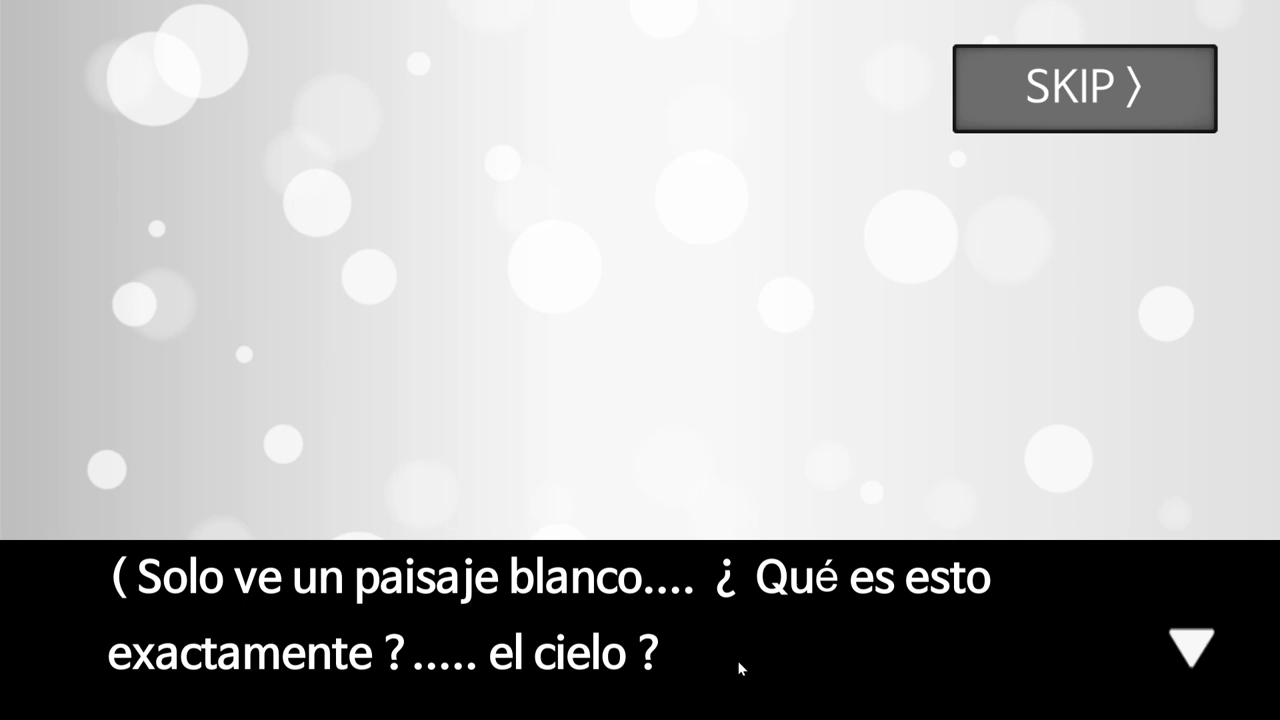 SKIP 〉
( Solo ve un paisaje blanco.... ¿ Qué es esto
exactamente ?..... el cielo ?